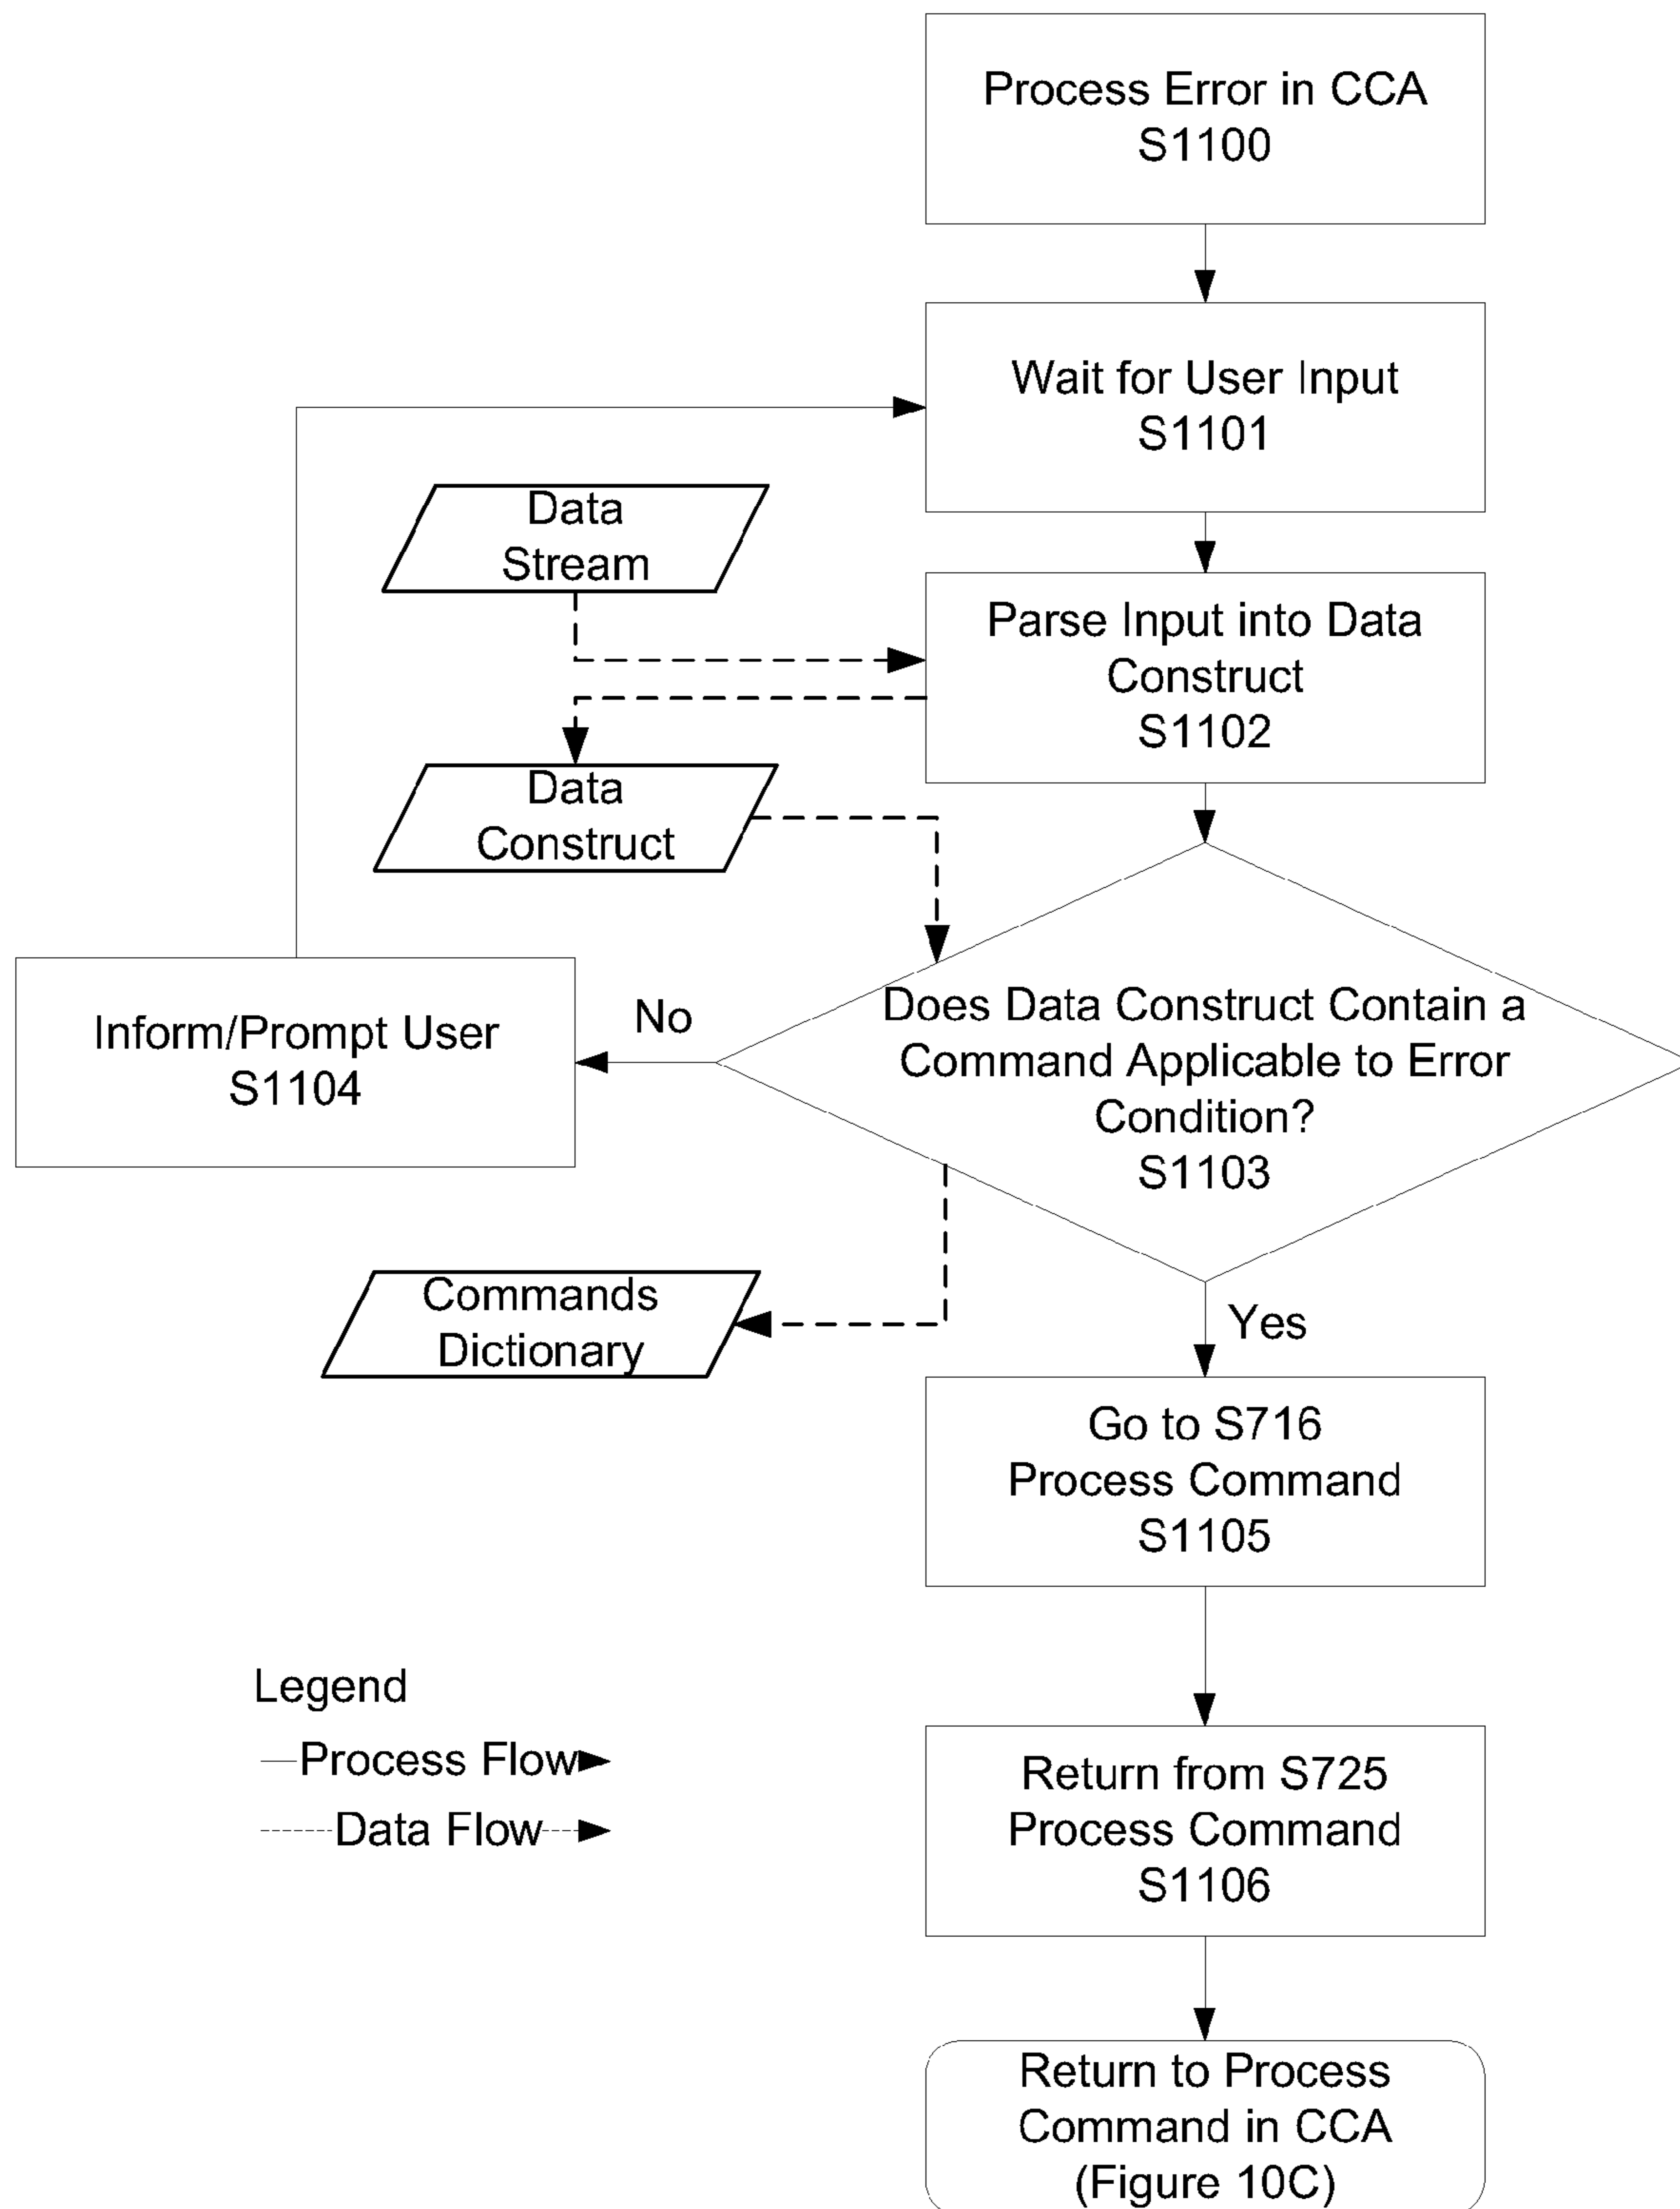 Process Error in CCA
S1100
Wait for User Input
S1101
Data
Stream
Parse Input into Data
Construct
S1102
Data
Construct
Does Data Construct Contain a
Command Applicable to Error
Condition?
S1103
No
Inform/Prompt User
S1104
Commands
Dictionary
Yes
Go to S716
Process Command
S1105
Legend
Process Flow
Data Flow
Return from S725
Process Command
S1106
Return to Process
Command in CCA
(Figure 10C)